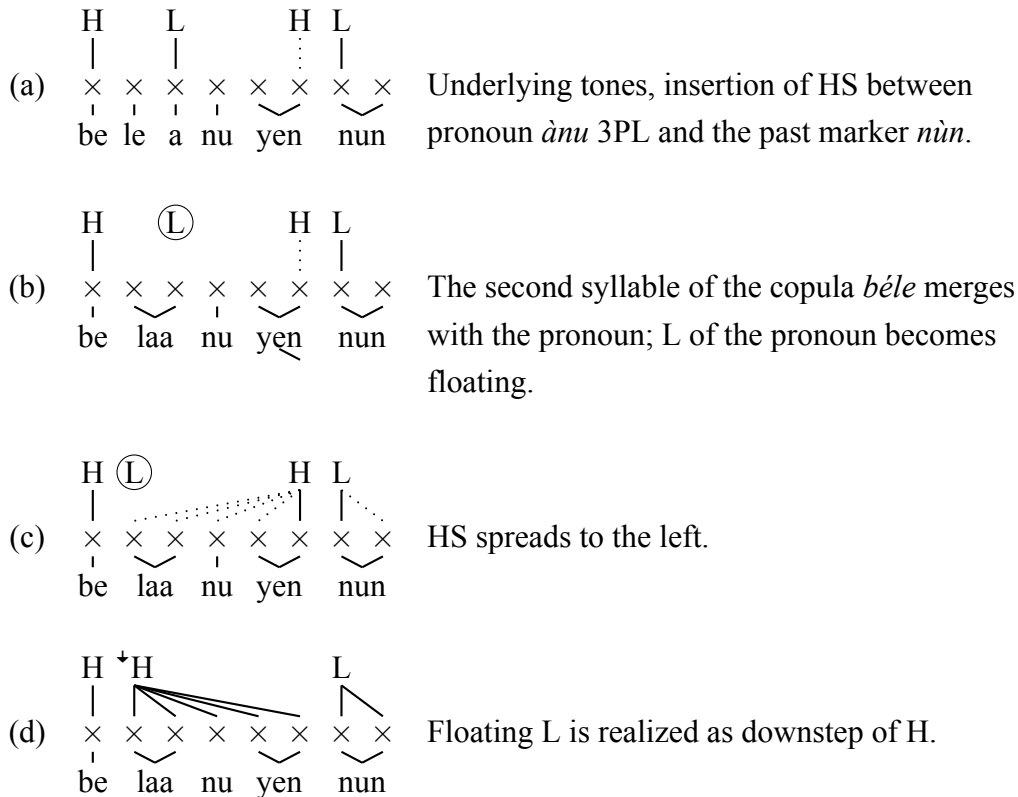 H L H L
(a) × × × × × × × × Underlying tones, insertion of HS between
be le a nu yen nun pronoun ànu 3PL and the past marker nùn.
H Ⓛ H L
(b) × × × × × × × × The second syllable of the copula béle merges
be laa nu yen nun with the pronoun; L of the pronoun becomes
floating.
H Ⓛ H L
(c) × × × × × × × × HS spreads to the left.
be laa nu yen nun
H ꜜH L
(d) × × × × × × × × Floating L is realized as downstep of H.
be laa nu yen nun